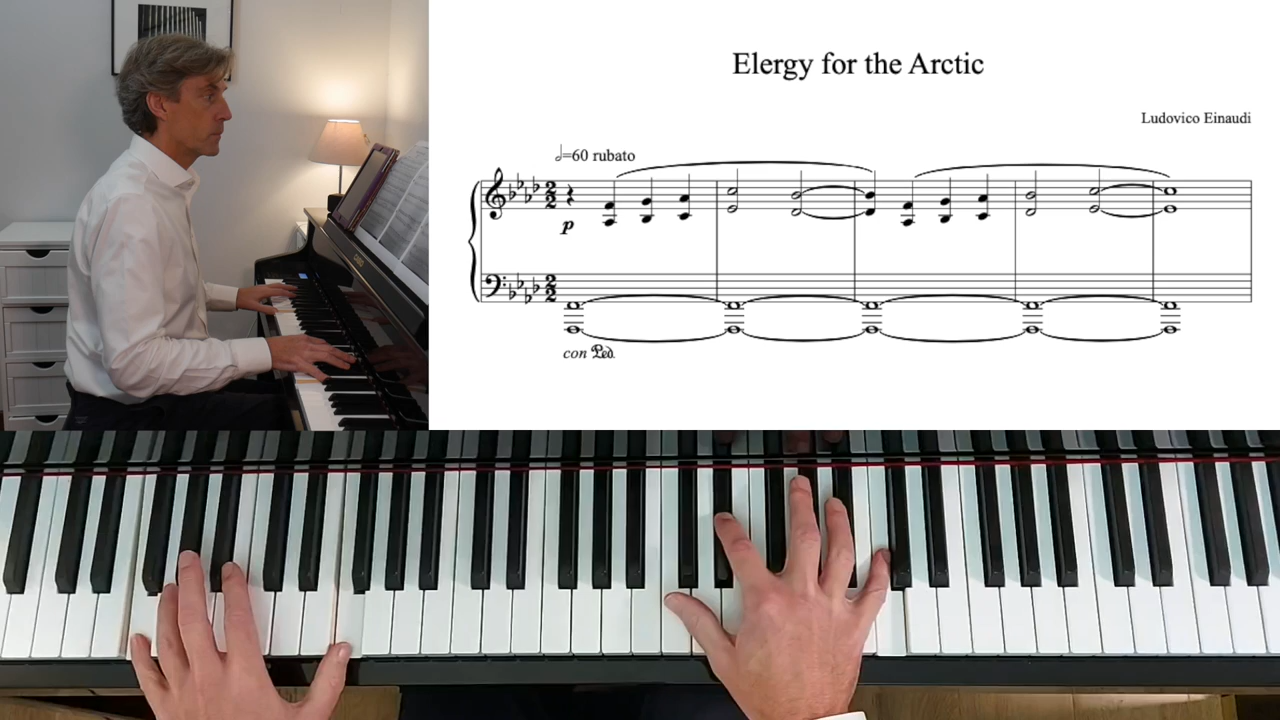 Elergy for the Arctic
Ludovico Einaudi
=60 rubato
p
con Ped.